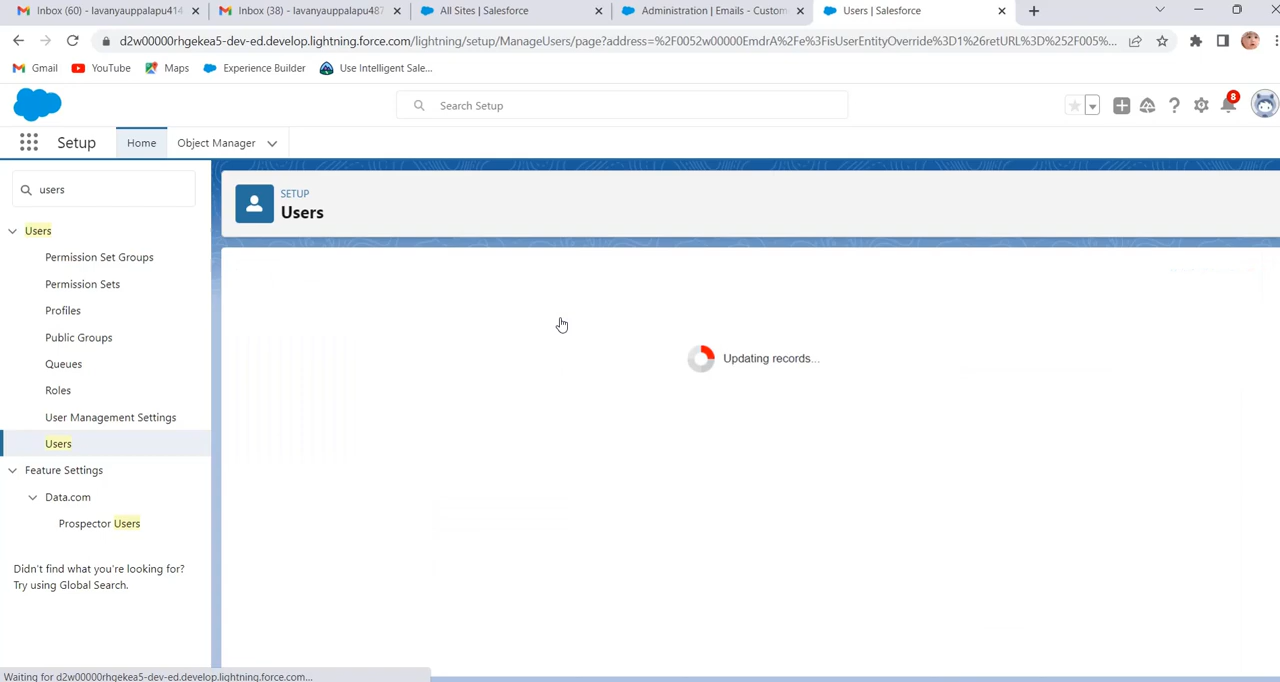 Inbox (60) - lavanyauppalapu414
Inbox (38) - lavanyauppalapu487
All Sites | Salesforce
Administration | Emails - Custom
Users | Salesforce
d2w00000rhgekea5-dev-ed.develop.lightning.force.com/lightning/setup/ManageUsers/page?address=%2F0052w00000EmdrA%2Fe%3FisUserEntityOverride%3D1%26retURL%3D%252F005%...
Gmail
YouTube
Maps
Experience Builder
Use Intelligent Sale...
Search Setup
8
Setup
Home
Object Manager
users
SETUP
Users
Users
Permission Set Groups
Permission Sets
Profiles
Public Groups
Queues
Roles
User Management Settings
Users
Feature Settings
Data.com
Prospector Users
Didn't find what you're looking for?
Try using Global Search.
Updating records...
Waiting for d2w00000rhgekea5-dev-ed.develop.lightning.force.com...